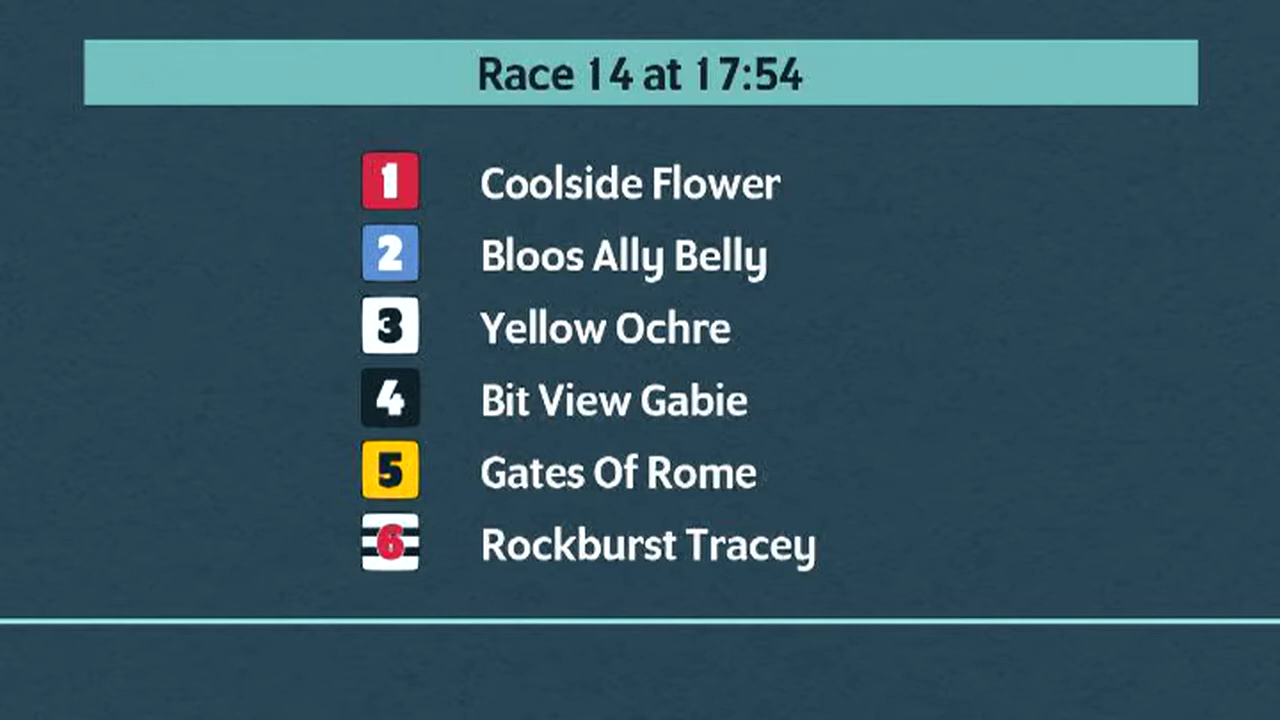 Race 14 at 17:54
1 Coolside Flower
2 Bloos Ally Belly
3 Yellow Ochre
4 Bit View Gabie
5 Gates Of Rome
6 Rockburst Tracey